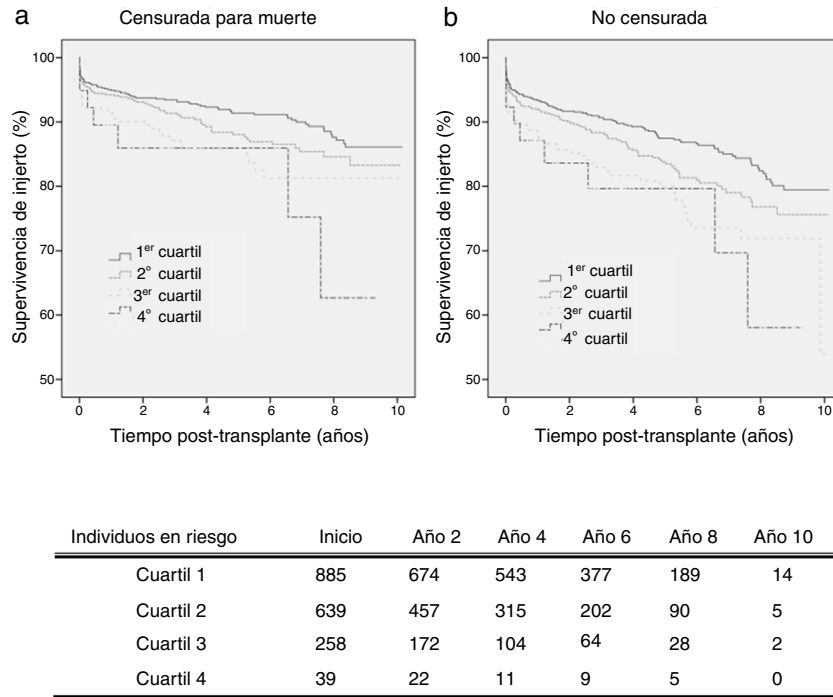 a
Censurada para muerte
100
90
80
70
60
50
Supervivencia de injerto (%)
1er cuartil
2° cuartil
3er cuartil
4° cuartil
0 2 4 6 8 10
Tiempo post-transplante (años)
b
No censurada
100
90
80
70
60
50
Supervivencia de injerto (%)
1er cuartil
2° cuartil
3er cuartil
4° cuartil
0 2 4 6 8 10
Tiempo post-transplante (años)
Individuos en riesgo Inicio Año 2 Año 4 Año 6 Año 8 Año 10
Cuartil 1 885 674 543 377 189 14
Cuartil 2 639 457 315 202 90 5
Cuartil 3 258 172 104 64 28 2
Cuartil 4 39 22 11 9 5 0